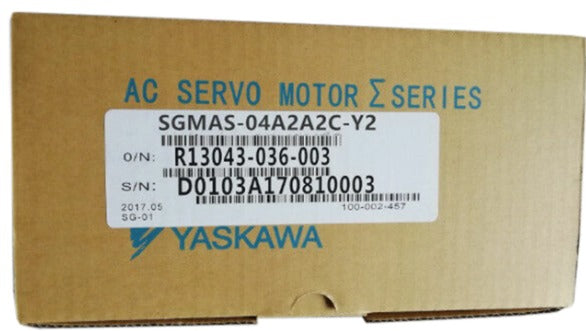 AC SERVO MOTOR Σ SERIES
SGMAS-04A2A2C-Y2
O/N: R13043-036-003
S/N: D0103A170810003
2017.05
SG-01
100-002-457
YASKAWA